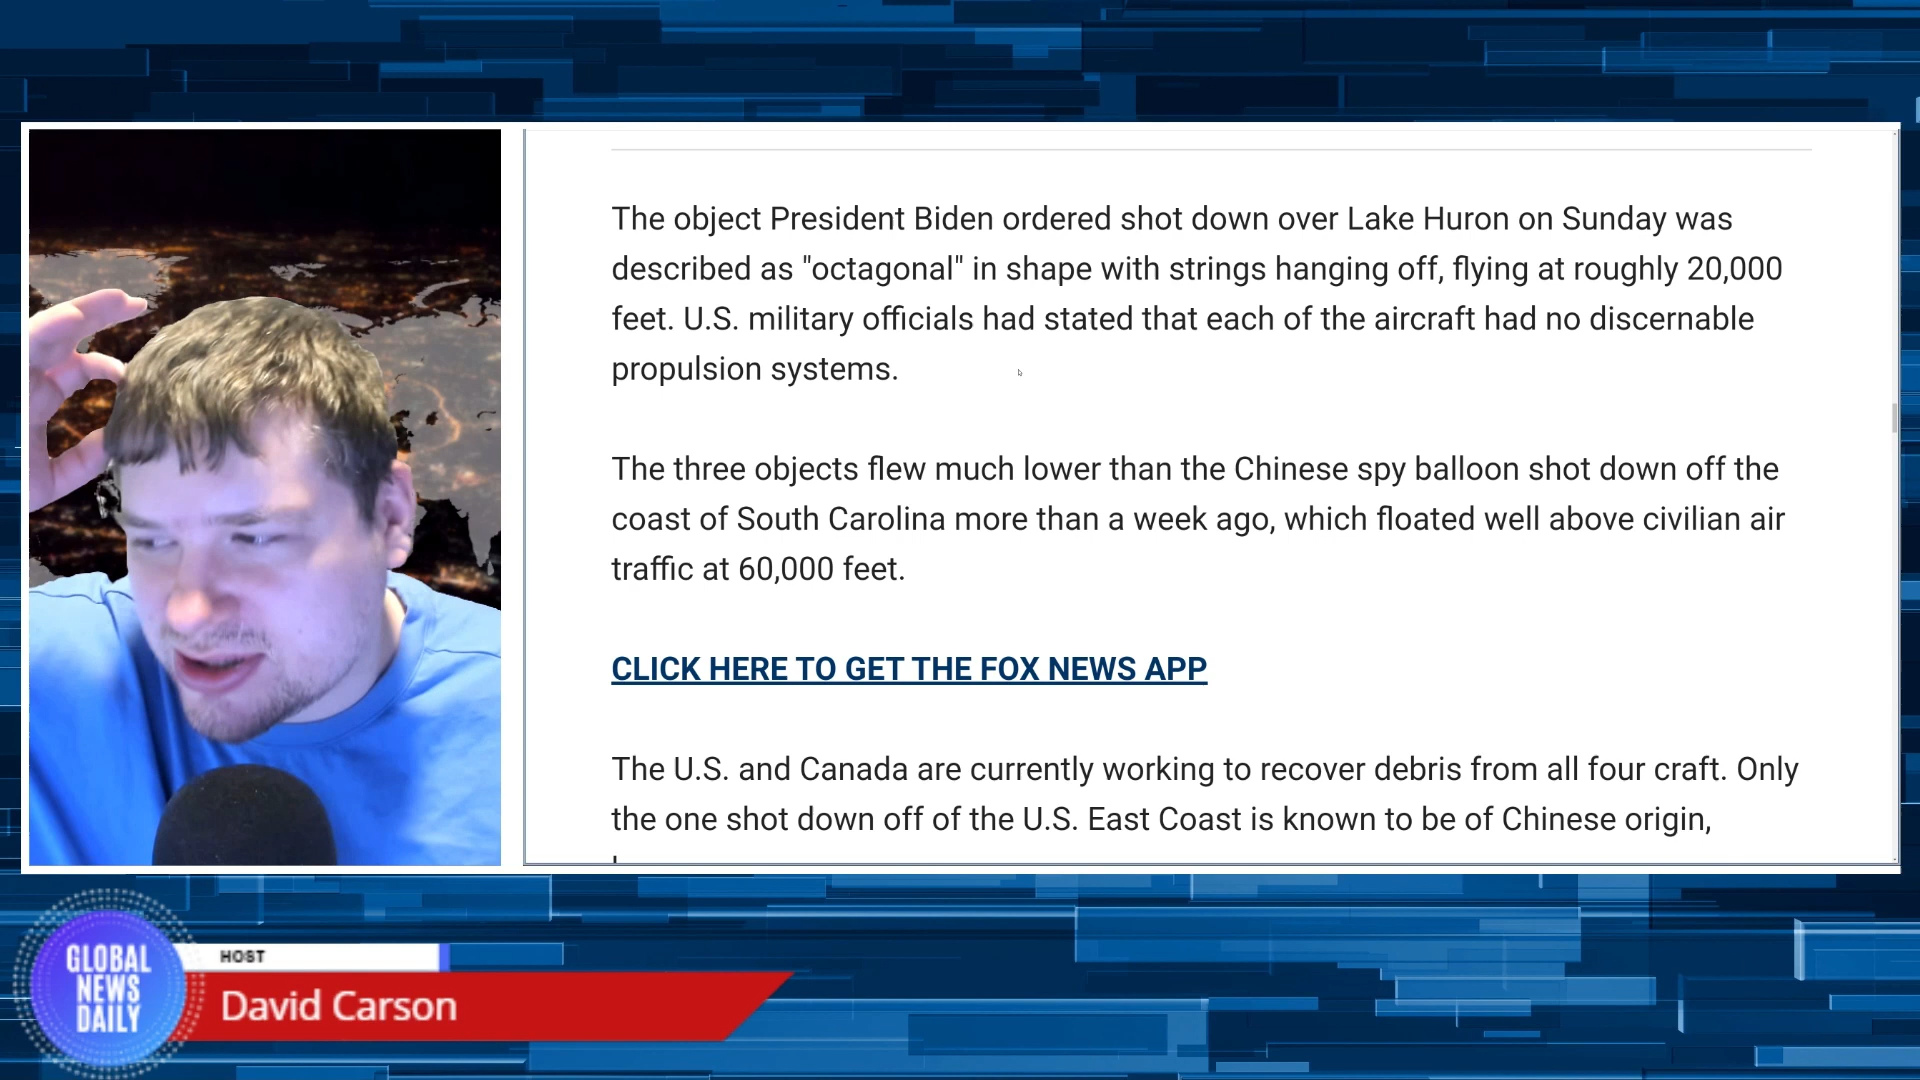 The object President Biden ordered shot down over Lake Huron on Sunday was
described as "octagonal" in shape with strings hanging off, flying at roughly 20,000
feet. U.S. military officials had stated that each of the aircraft had no discernable
propulsion systems.
The three objects flew much lower than the Chinese spy balloon shot down off the
coast of South Carolina more than a week ago, which floated well above civilian air
traffic at 60,000 feet.
CLICK HERE TO GET THE FOX NEWS APP
The U.S. and Canada are currently working to recover debris from all four craft. Only
the one shot down off of the U.S. East Coast is known to be of Chinese origin,
GLOBAL
NEWS
DAILY
HOST
David Carson